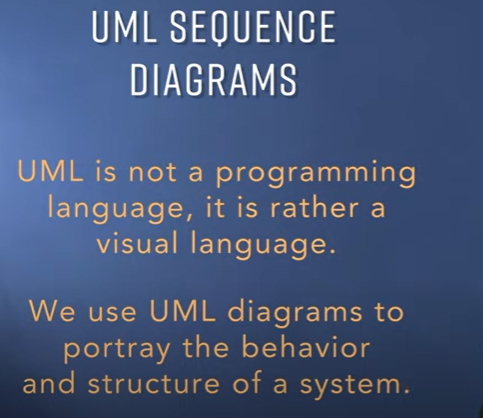 UML SEQUENCE
DIAGRAMS
UML is not a programming
language, it is rather a
visual language.
We use UML diagrams to
portray the behavior
and structure of a system.